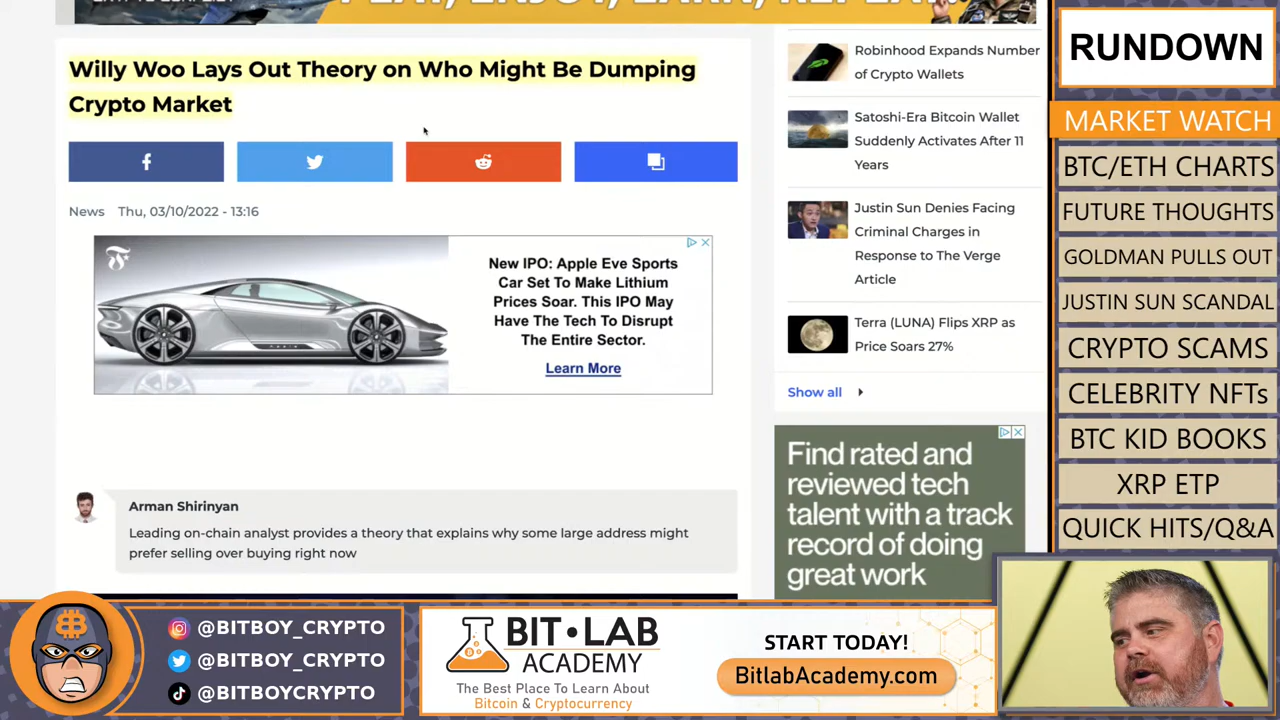 PLAY, ENJOY, EARN, REPEAT
Willy Woo Lays Out Theory on Who Might Be Dumping
Crypto Market
News Thu, 03/10/2022 - 13:16
New IPO: Apple Eve Sports
Car Set To Make Lithium
Prices Soar. This IPO May
Have The Tech To Disrupt
The Entire Sector.
Learn More
Arman Shirinyan
Leading on-chain analyst provides a theory that explains why some large address might
prefer selling over buying right now
Robinhood Expands Number
of Crypto Wallets
Satoshi-Era Bitcoin Wallet
Suddenly Activates After 11
Years
Justin Sun Denies Facing
Criminal Charges in
Response to The Verge
Article
Terra (LUNA) Flips XRP as
Price Soars 27%
Show all
Find rated and
reviewed tech
talent with a track
record of doing
great work
RUNDOWN
MARKET WATCH
BTC/ETH CHARTS
FUTURE THOUGHTS
GOLDMAN PULLS OUT
JUSTIN SUN SCANDAL
CRYPTO SCAMS
CELEBRITY NFTs
BTC KID BOOKS
XRP ETP
QUICK HITS/Q&A
@BITBOY_CRYPTO
@BITBOY_CRYPTO
@BITBOYCRYPTO
BIT•LAB
ACADEMY
The Best Place To Learn About
Bitcoin & Cryptocurrency
START TODAY!
BitlabAcademy.com